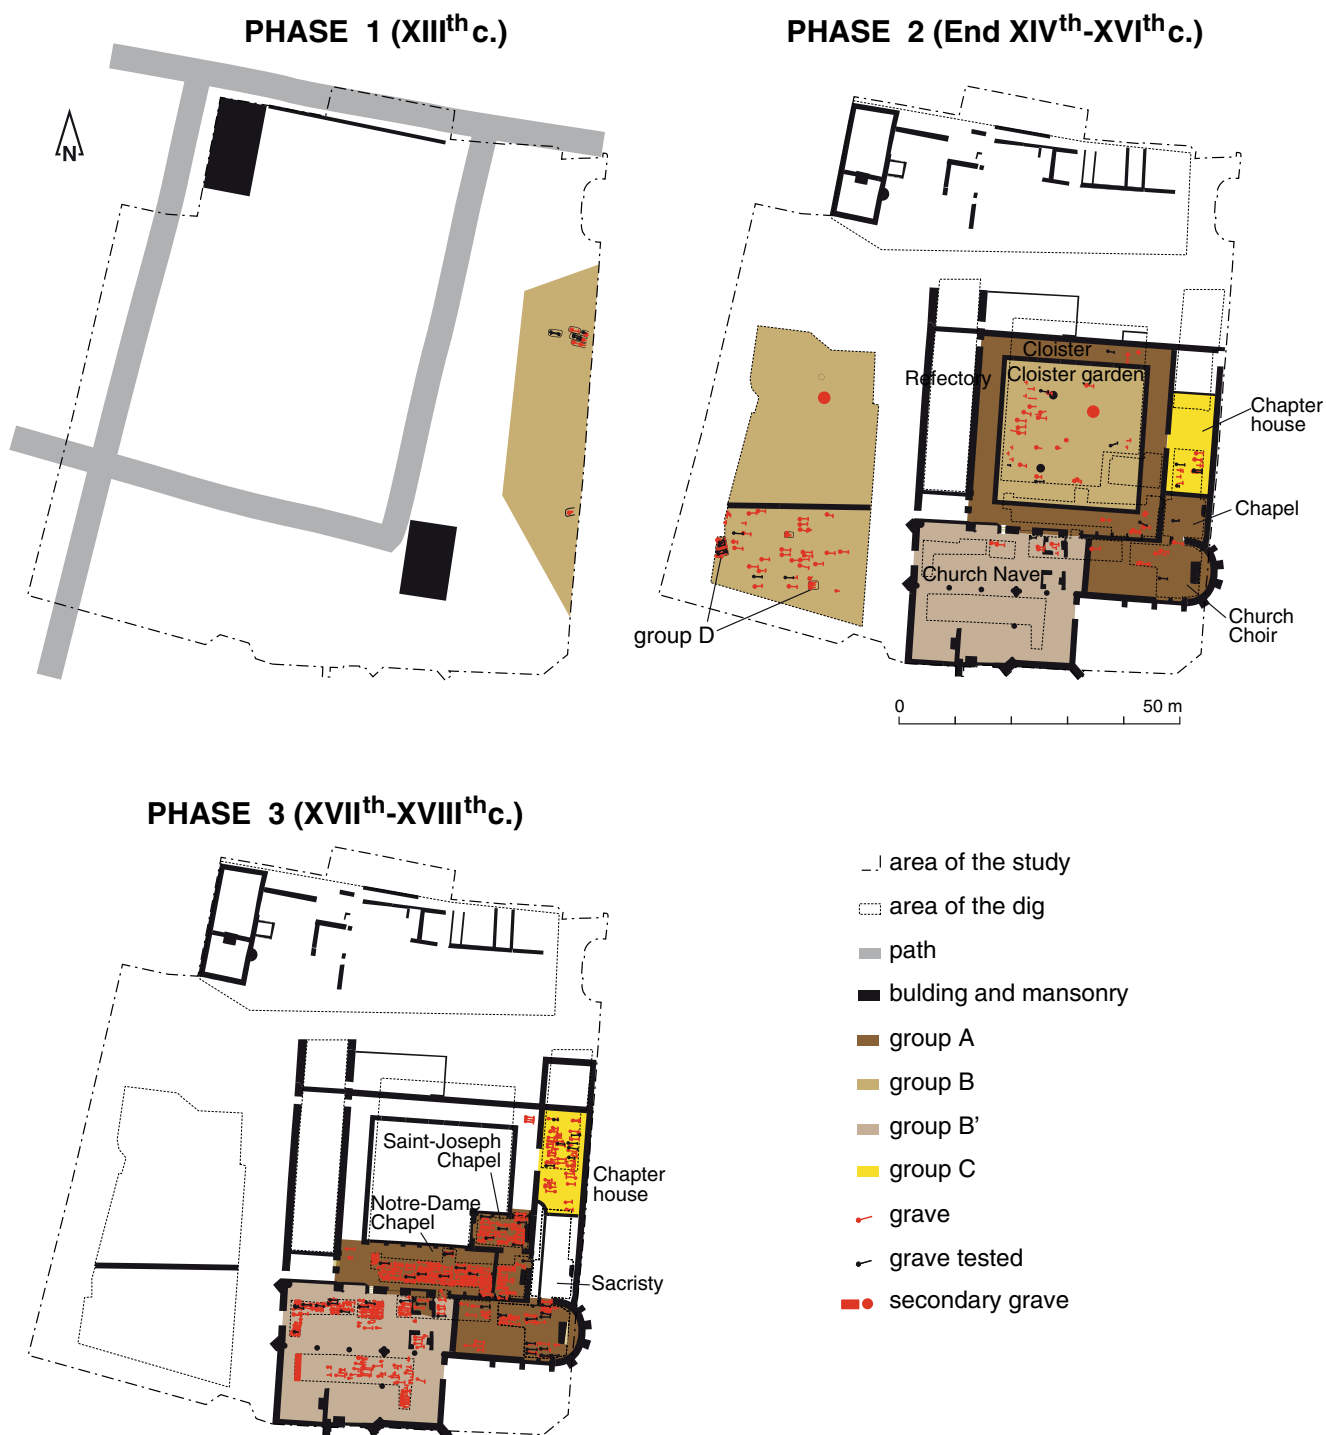 PHASE 1 (XIIIth c.)
N
PHASE 2 (End XIVth-XVIth c.)
Cloister
Cloister garden
Refectory
Chapter
house
Chapel
Church Nave
Church
Choir
group D
0 50 m
PHASE 3 (XVIIth-XVIIIth c.)
Saint-Joseph
Chapel
Notre-Dame
Chapel
Chapter
house
Sacristy
area of the study
area of the dig
path
bulding and mansonry
group A
group B
group B’
group C
grave
grave tested
secondary grave